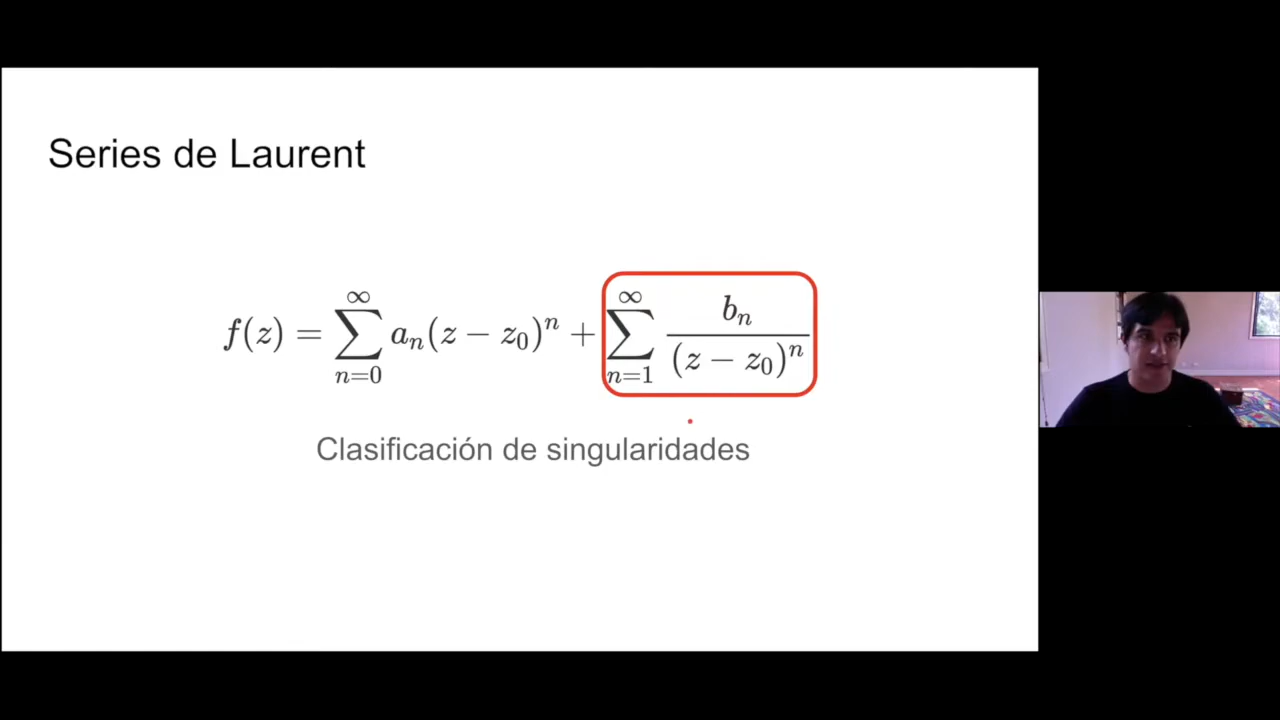 Series de Laurent
f(z) = \sum_{n=0}^{\infty} a_n(z - z_0)^n + \sum_{n=1}^{\infty} \frac{b_n}{(z - z_0)^n}
Clasificación de singularidades